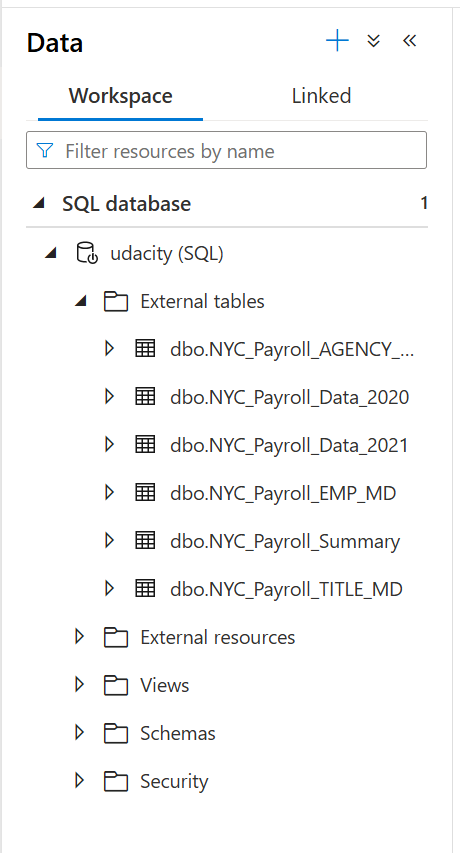 Data
Workspace Linked
Filter resources by name
SQL database 1
udacity (SQL)
External tables
dbo.NYC_Payroll_AGENCY_...
dbo.NYC_Payroll_Data_2020
dbo.NYC_Payroll_Data_2021
dbo.NYC_Payroll_EMP_MD
dbo.NYC_Payroll_Summary
dbo.NYC_Payroll_TITLE_MD
External resources
Views
Schemas
Security